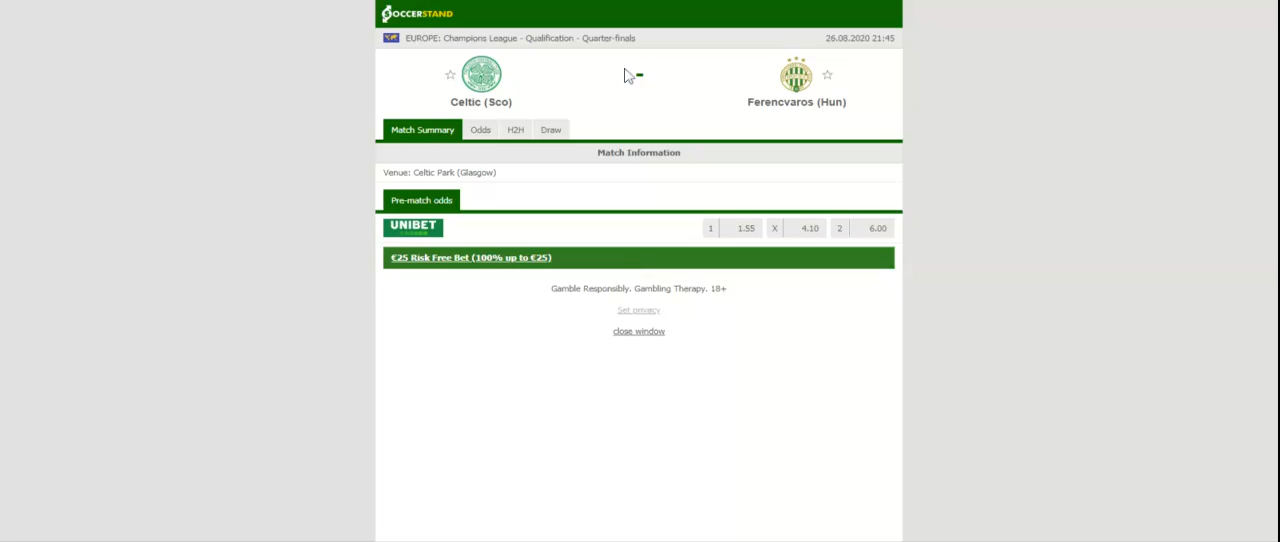 SOCCERSTAND
EUROPE: Champions League - Qualification - Quarter-finals 26.08.2020 21:45
-
Celtic (Sco) Ferencvaros (Hun)
Match Summary Odds H2H Draw
Match Information
Venue: Celtic Park (Glasgow)
Pre-match odds
UNIBET 1 1.55 X 4.10 2 6.00
€25 Risk Free Bet (100% up to €25)
Gamble Responsibly. Gambling Therapy. 18+
Set privacy
close window